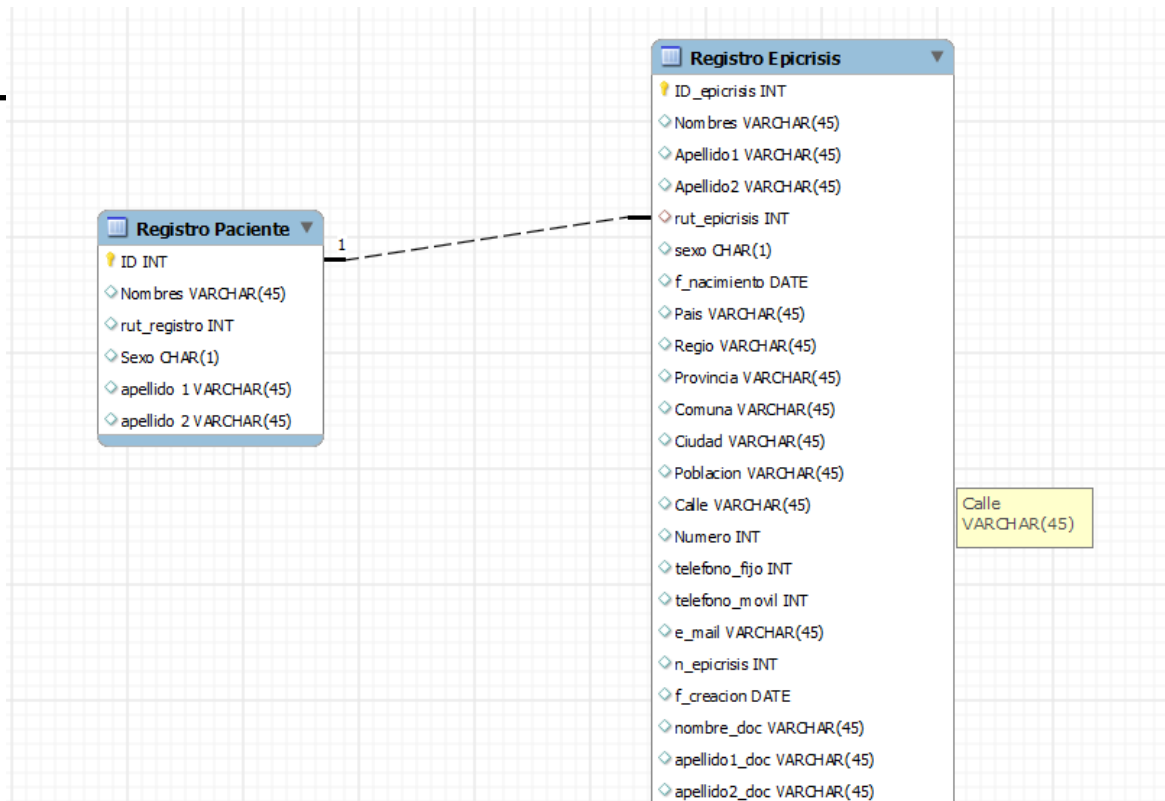 Registro Epicrisis
ID_epicrisis INT
Nombres VARCHAR(45)
Apellido1 VARCHAR(45)
Apellido2 VARCHAR(45)
rut_epicrisis INT
sexo CHAR(1)
f_nacimiento DATE
Pais VARCHAR(45)
Regio VARCHAR(45)
Provincia VARCHAR(45)
Comuna VARCHAR(45)
Ciudad VARCHAR(45)
Poblacion VARCHAR(45)
Calle VARCHAR(45)
Numero INT
telefono_fijo INT
telefono_movil INT
e_mail VARCHAR(45)
n_epicrisis INT
f_creacion DATE
nombre_doc VARCHAR(45)
apellido1_doc VARCHAR(45)
apellido2_doc VARCHAR(45)
Registro Paciente
1
ID INT
Nombres VARCHAR(45)
rut_registro INT
Sexo CHAR(1)
apellido 1 VARCHAR(45)
apellido 2 VARCHAR(45)
Calle
VARCHAR(45)